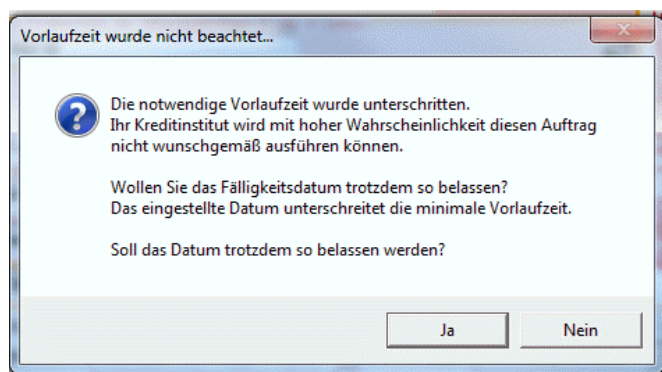 Vorlaufzeit wurde nicht beachtet...
Die notwendige Vorlaufzeit wurde unterschritten.
Ihr Kreditinstitut wird mit hoher Wahrscheinlichkeit diesen Auftrag
nicht wunschgemäß ausführen können.
Wollen Sie das Fälligkeitsdatum trotzdem so belassen?
Das eingestellte Datum unterschreitet die minimale Vorlaufzeit.
Soll das Datum trotzdem so belassen werden?
Ja
Nein